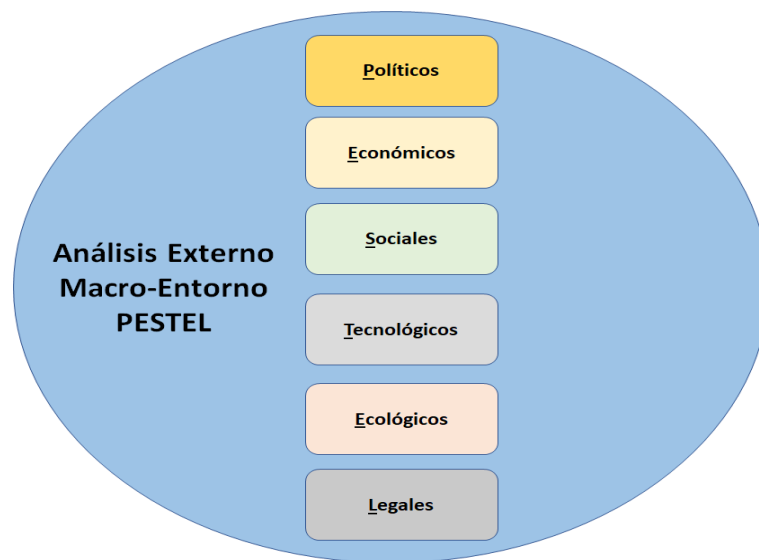 Políticos
Económicos
Sociales
Análisis Externo
Macro-Entorno
PESTEL
Tecnológicos
Ecológicos
Legales